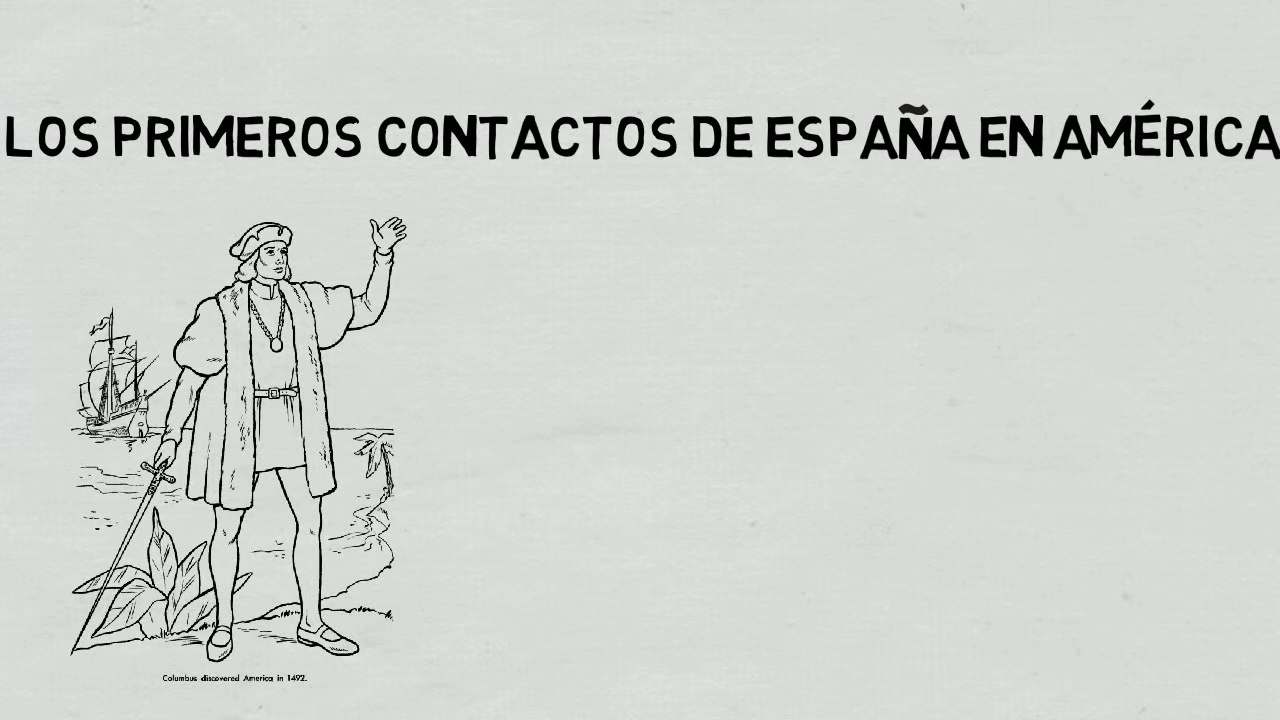 LOS PRIMEROS CONTACTOS DE ESPAÑA EN AMÉRICA
Columbus discovered America in 1492.